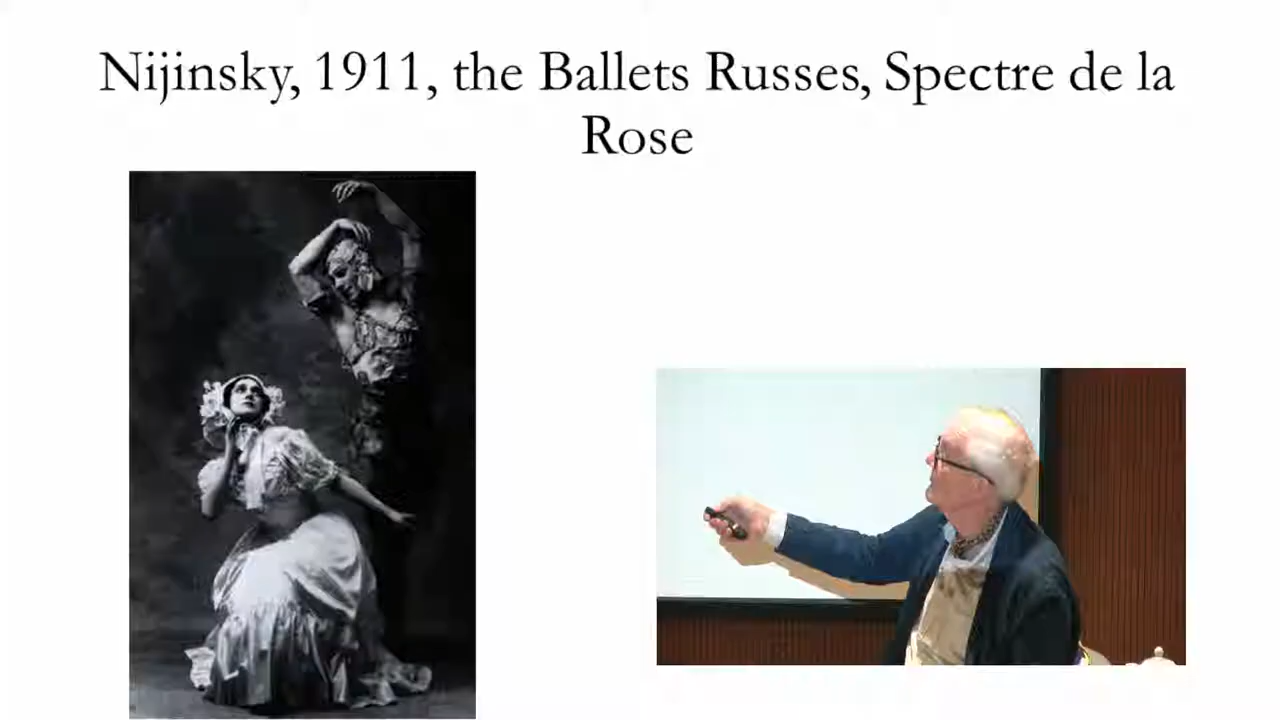 Nijinsky, 1911, the Ballets Russes, Spectre de la
Rose